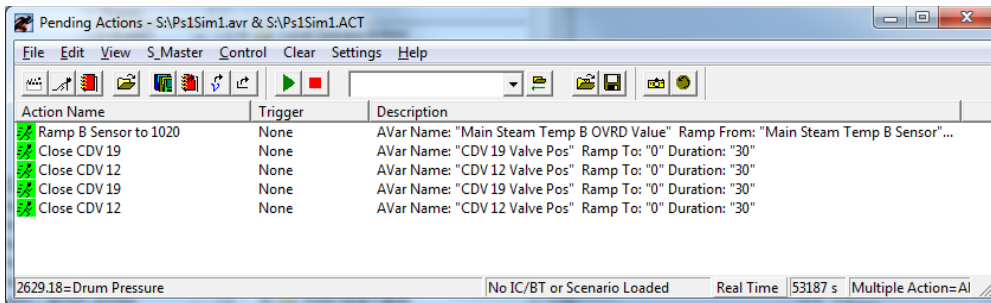 Pending Actions - S:\Ps1Sim1.avr & S:\Ps1Sim1.ACT
File Edit View S_Master Control Clear Settings Help
Action Name Trigger Description
Ramp B Sensor to 1020 None AVar Name: "Main Steam Temp B OVRD Value" Ramp From: "Main Steam Temp B Sensor"...
Close CDV 19 None AVar Name: "CDV 19 Valve Pos" Ramp To: "0" Duration: "30"
Close CDV 12 None AVar Name: "CDV 12 Valve Pos" Ramp To: "0" Duration: "30"
Close CDV 19 None AVar Name: "CDV 19 Valve Pos" Ramp To: "0" Duration: "30"
Close CDV 12 None AVar Name: "CDV 12 Valve Pos" Ramp To: "0" Duration: "30"
2629.18=Drum Pressure No IC/BT or Scenario Loaded Real Time 53187 s Multiple Action=Al